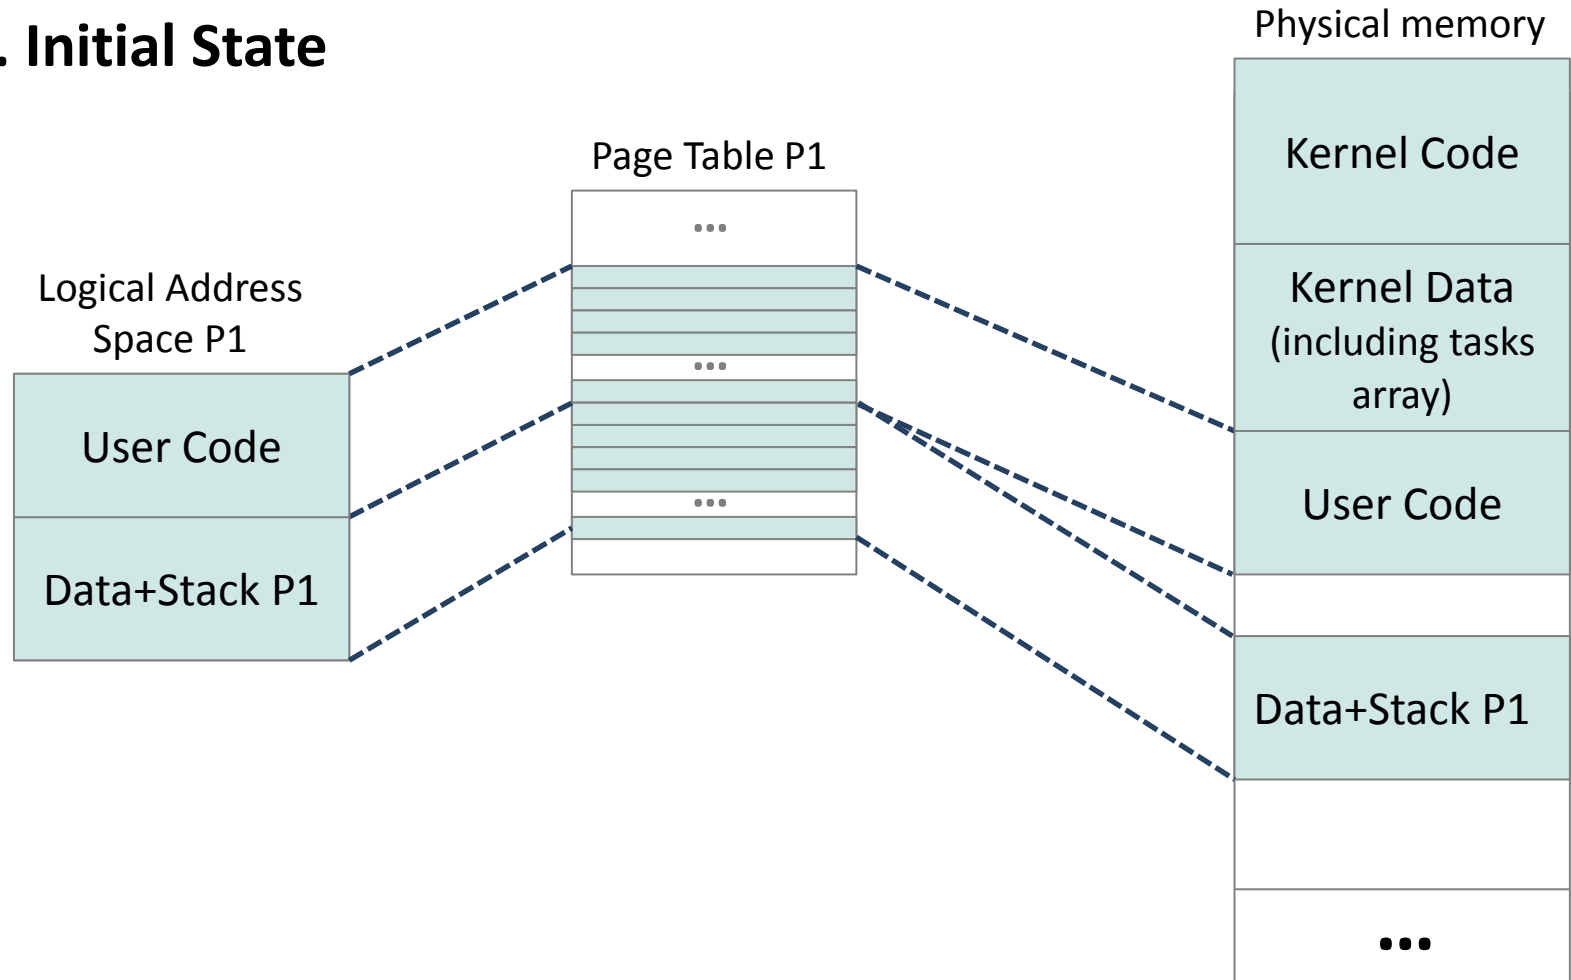 . Initial State
Physical memory
Kernel Code
Page Table P1
...
Kernel Data
(including tasks
array)
Logical Address
Space P1
...
User Code
User Code
...
Data+Stack P1
Data+Stack P1
...